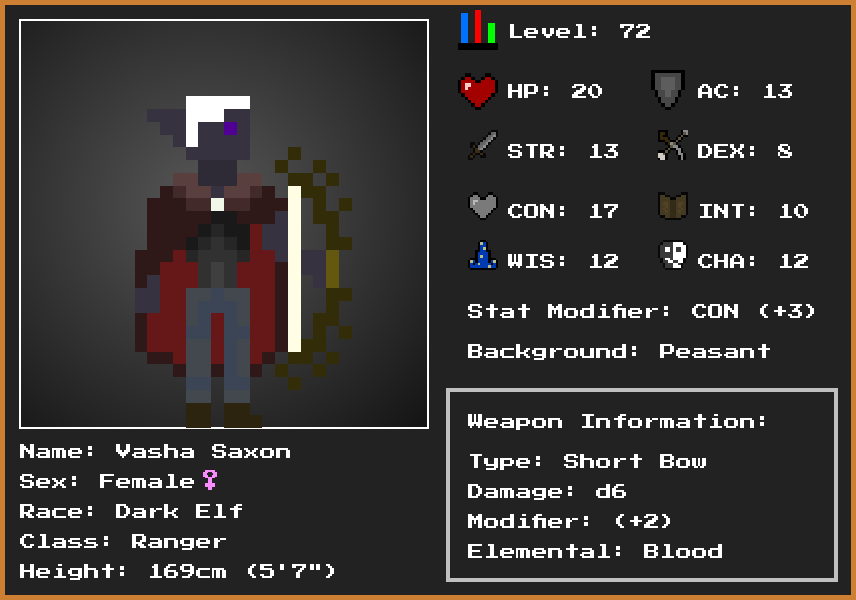 Level: 72
HP: 20
AC: 13
STR: 13
DEX: 8
CON: 17
INT: 10
WIS: 12
CHA: 12
Stat Modifier: CON (+3)
Background: Peasant
Weapon Information:
Type: Short Bow
Damage: d6
Modifier: (+2)
Elemental: Blood
Name: Vasha Saxon
Sex: Female♀
Race: Dark Elf
Class: Ranger
Height: 169cm (5'7")